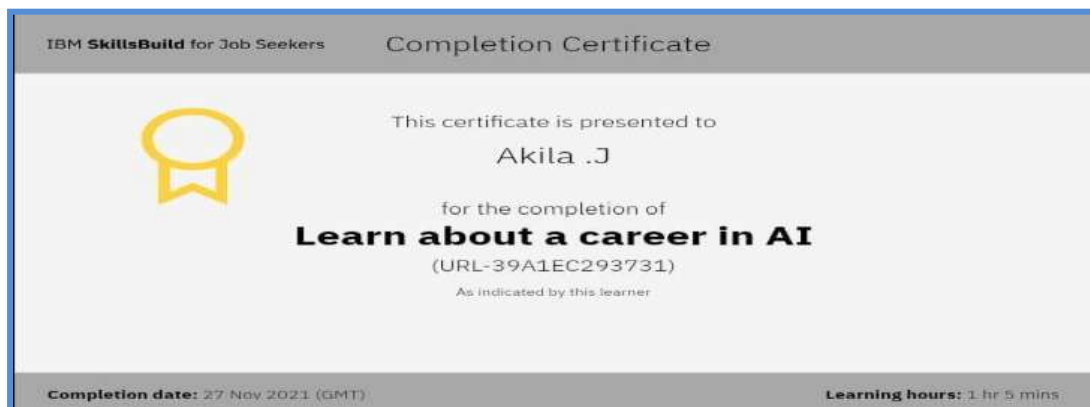 IBM SkillsBuild for Job Seekers
Completion Certificate
This certificate is presented to
Akila .J
for the completion of
Learn about a career in AI
(URL-39A1EC293731)
As indicated by this learner
Completion date: 27 Nov 2021 (GMT)
Learning hours: 1 hr 5 mins